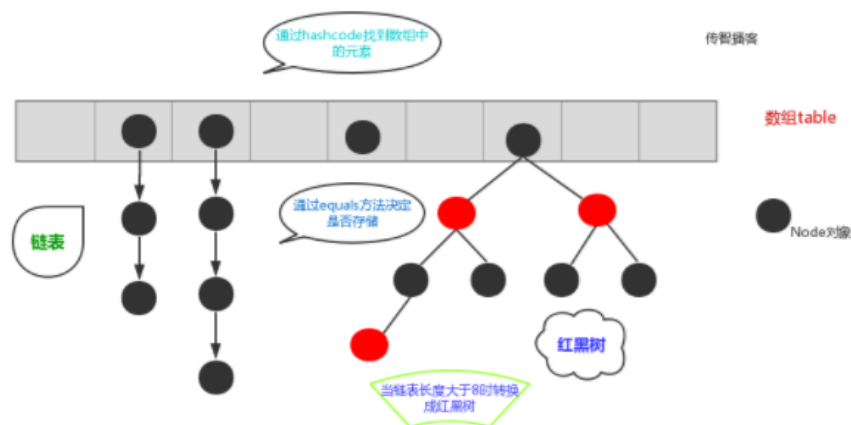 通过hashcode找到数组中
的元素
传智播客
数组table
通过equals方法决定
是否存储
链表
Node对象
红黑树
当链表长度大于8时转换
成红黑树